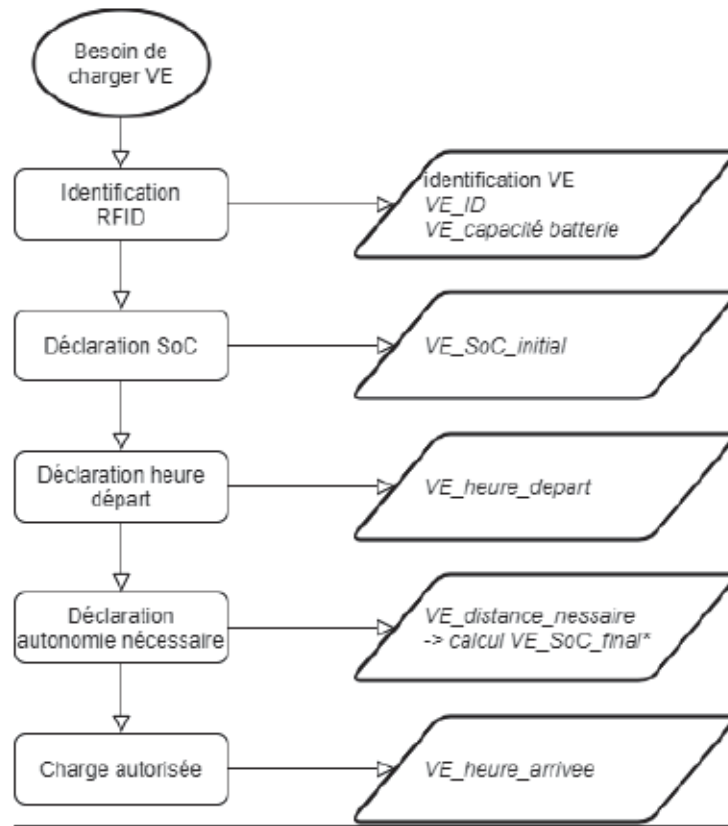 Besoin de
charger VE
Identification
RFID
identification VE
VE_ID
VE_capacité batterie
Déclaration SoC
VE_SoC_initial
Déclaration heure
départ
VE_heure_depart
Déclaration
autonomie nécessaire
VE_distance_nessaire
-> calcul VE_SoC_final*
Charge autorisée
VE_heure_arrivee